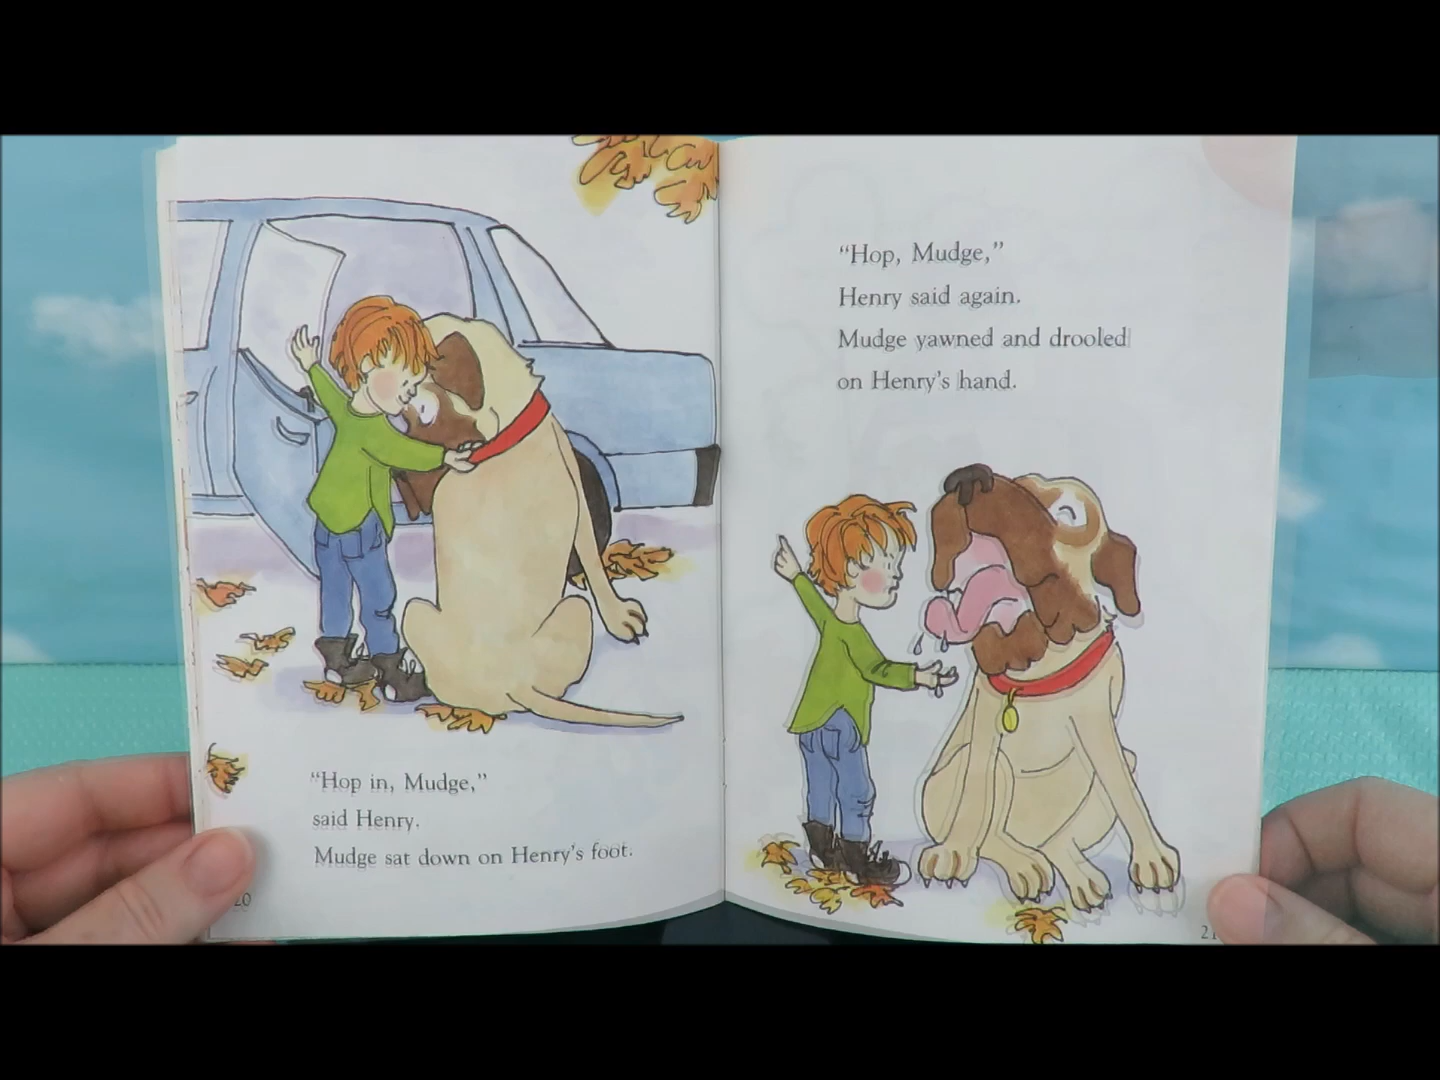 “Hop in, Mudge,”
said Henry.
Mudge sat down on Henry’s foot.
20
“Hop, Mudge,”
Henry said again.
Mudge yawned and drooled
on Henry’s hand.
21